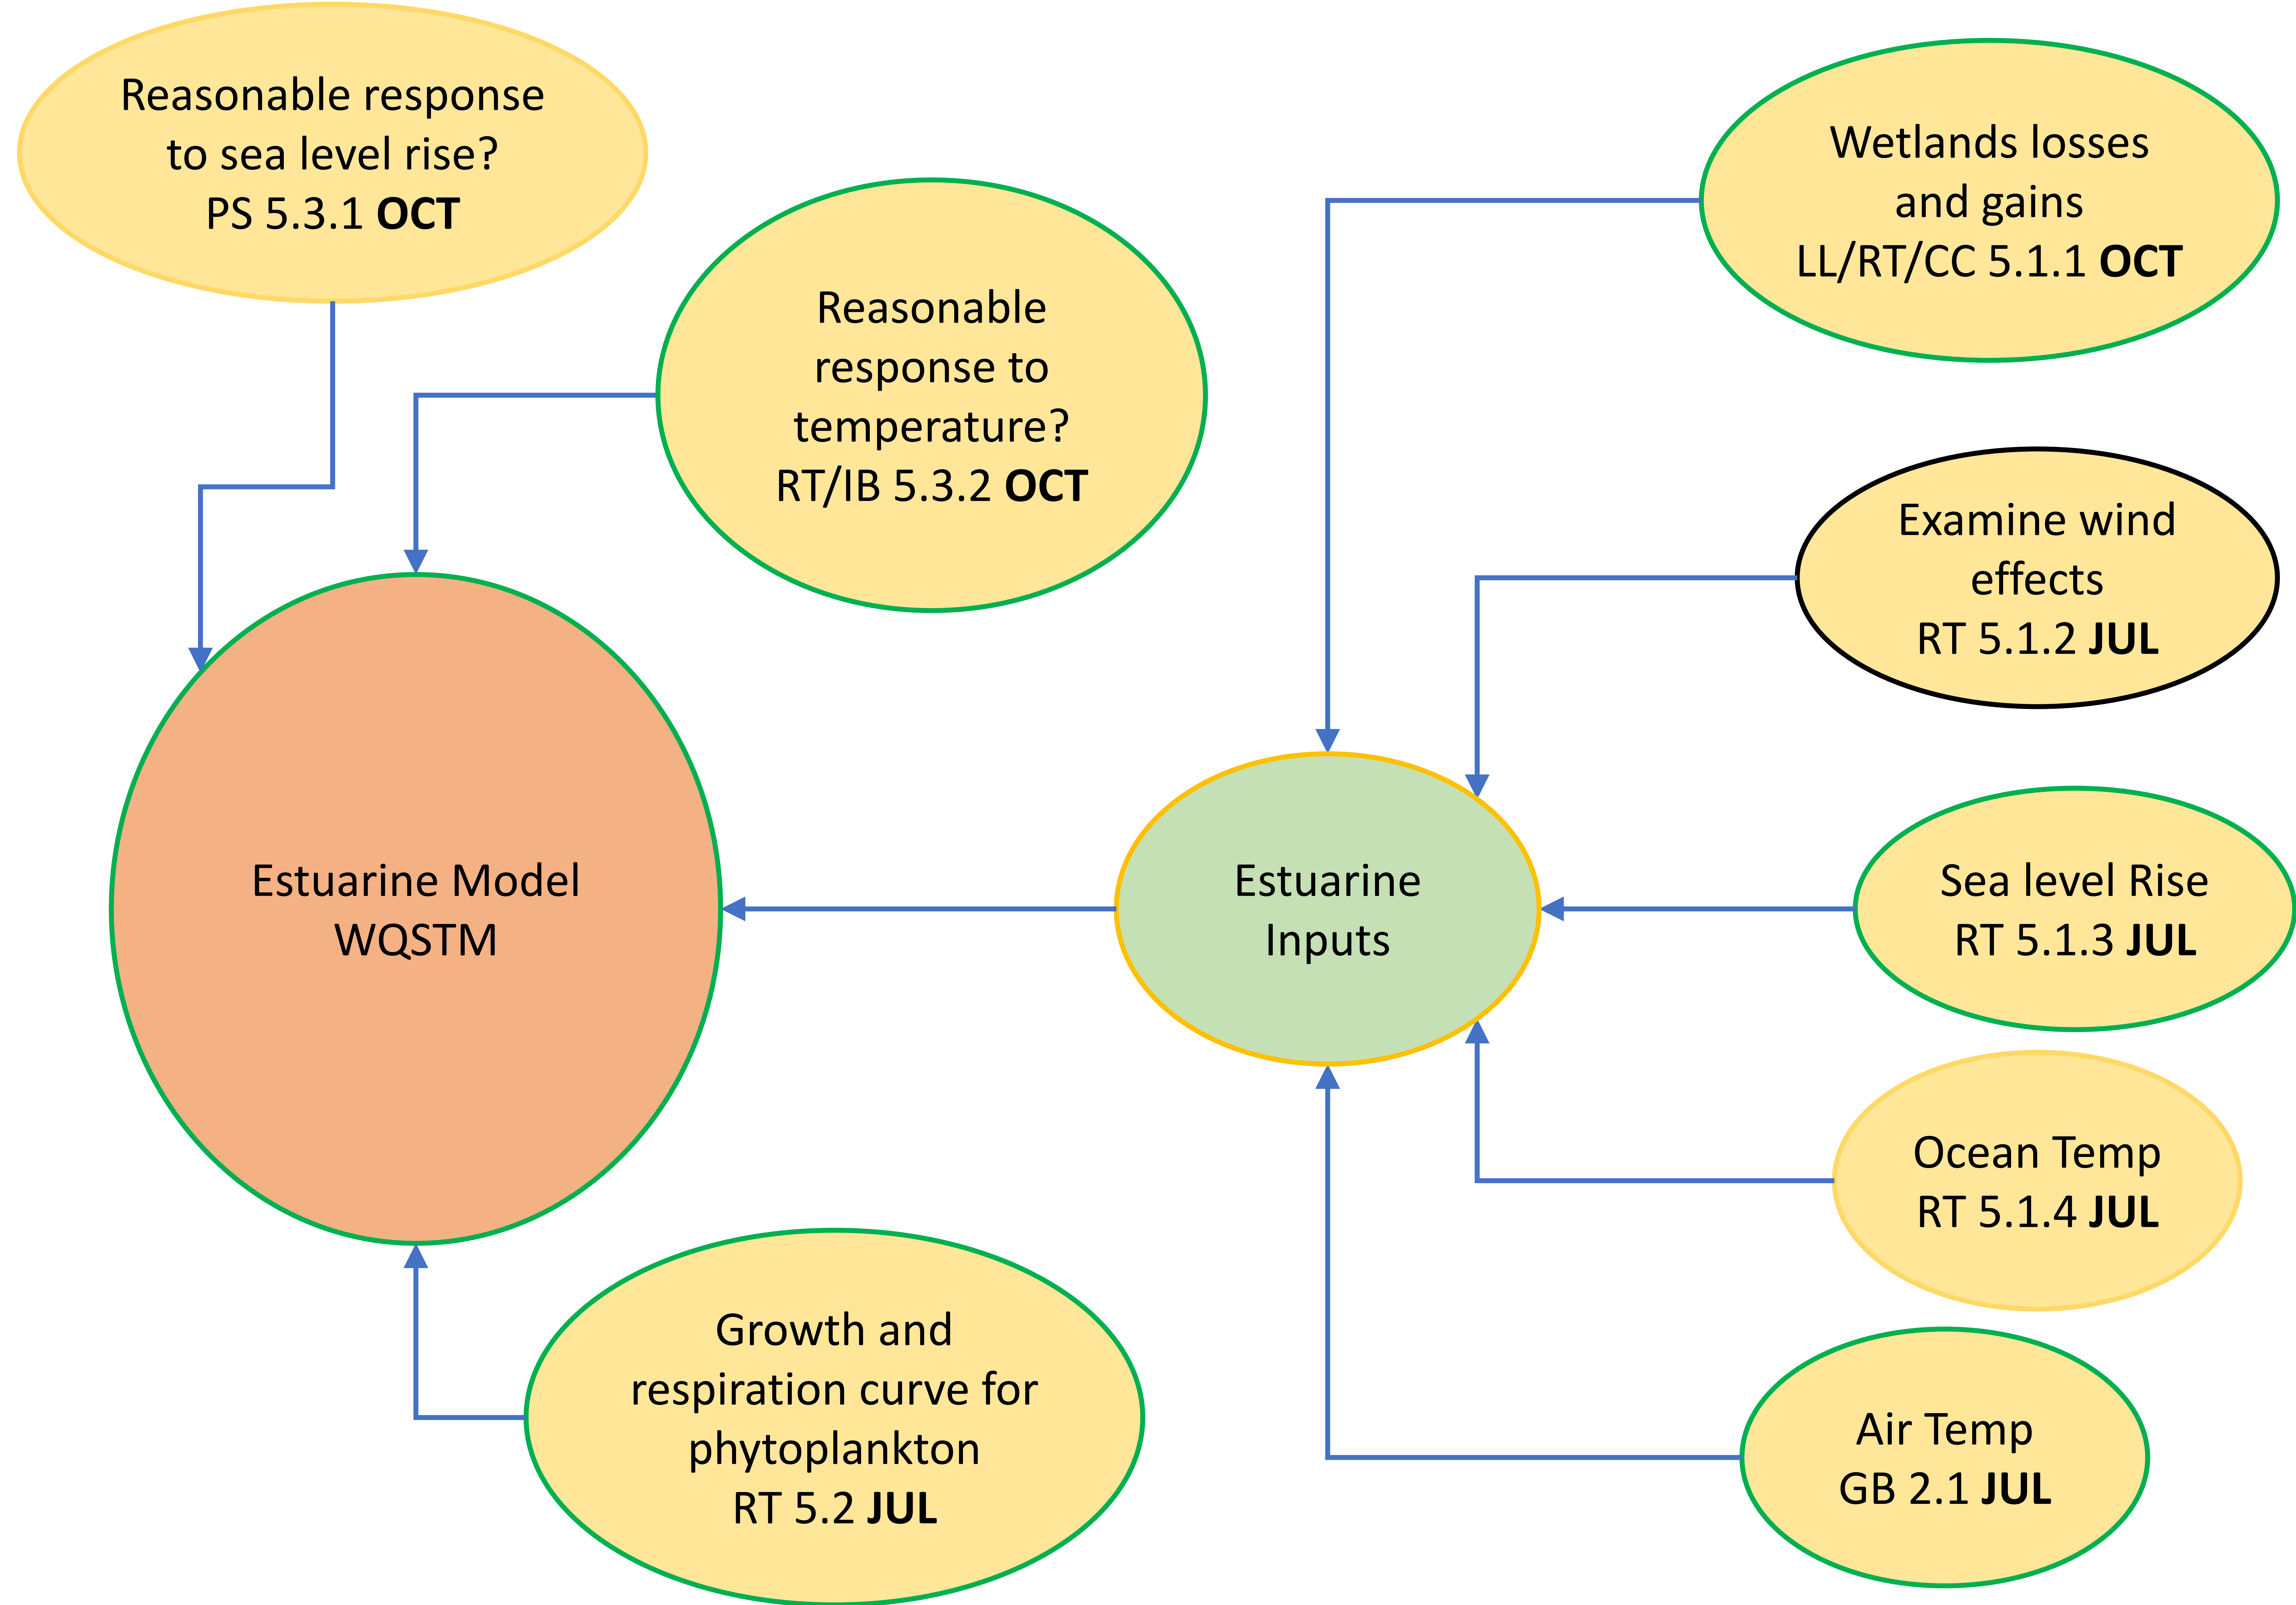 Reasonable response
to sea level rise?
PS 5.3.1 OCT
Reasonable
response to
temperature?
RT/IB 5.3.2 OCT
Wetlands losses
and gains
LL/RT/CC 5.1.1 OCT
Examine wind
effects
RT 5.1.2 JUL
Estuarine Model
WQSTM
Estuarine
Inputs
Sea level Rise
RT 5.1.3 JUL
Ocean Temp
RT 5.1.4 JUL
Growth and
respiration curve for
phytoplankton
RT 5.2 JUL
Air Temp
GB 2.1 JUL